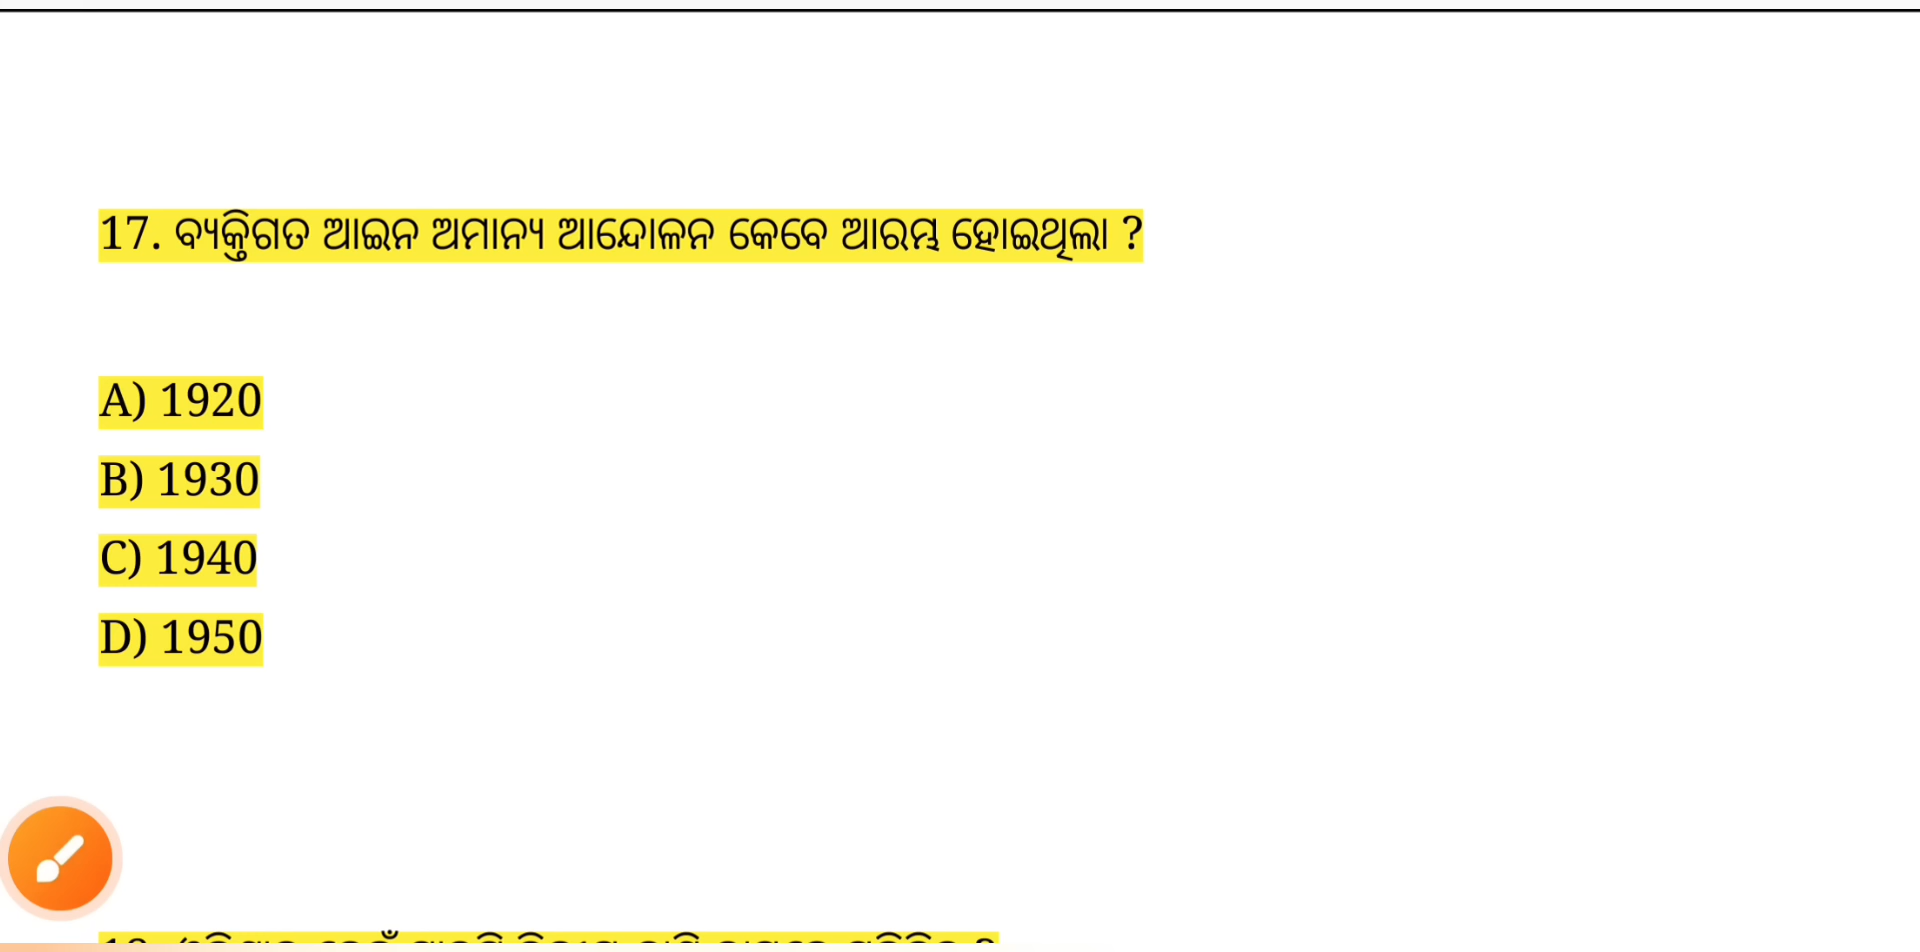 17. ବ୍ୟକ୍ତିଗତ ଆଇନ ଅମାନ୍ୟ ଆନ୍ଦୋଳନ କେବେ ଆରମ୍ଭ ହୋଇଥିଲା ?
A) 1920
B) 1930
C) 1940
D) 1950